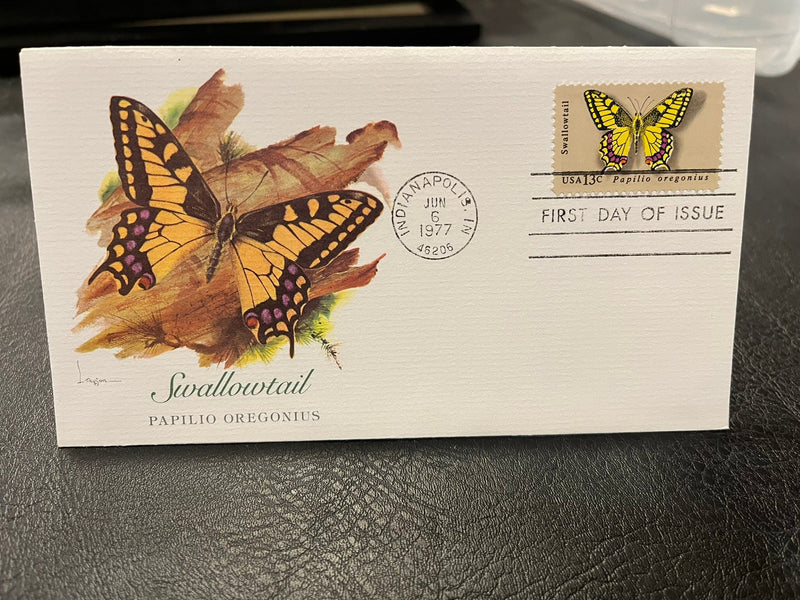 Swallowtail
USA 13c Papilio oregonius
INDIANAPOLIS IN
JUN
6
1977
46206
FIRST DAY OF ISSUE
Swallowtail
PAPILIO OREGONIUS